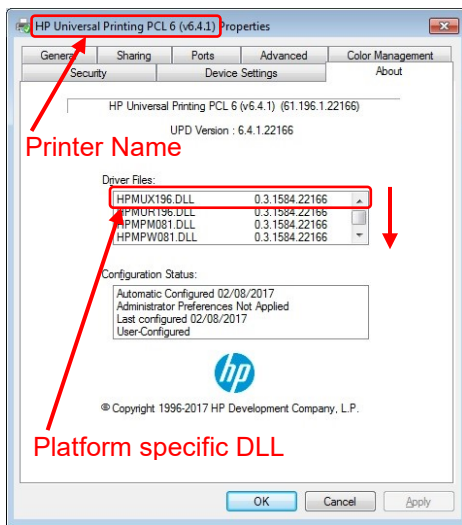 HP Universal Printing PCL 6 (v6.4.1) Properties
General Sharing Ports Advanced Color Management
Security Device Settings About
HP Universal Printing PCL 6 (v6.4.1) (61.196.1.22166)
UPD Version : 6.4.1.22166
Printer Name
Driver Files:
HPMUX196.DLL 0.3.1584.22166
HPMUR196.DLL 0.3.1584.22166
HPMPM081.DLL 0.3.1584.22166
HPMPW081.DLL 0.3.1584.22166
Configuration Status:
Automatic Configured 02/08/2017
Administrator Preferences Not Applied
Last configured 02/08/2017
User-Configured
hp
© Copyright 1996-2017 HP Development Company, L.P.
Platform specific DLL
OK Cancel Apply